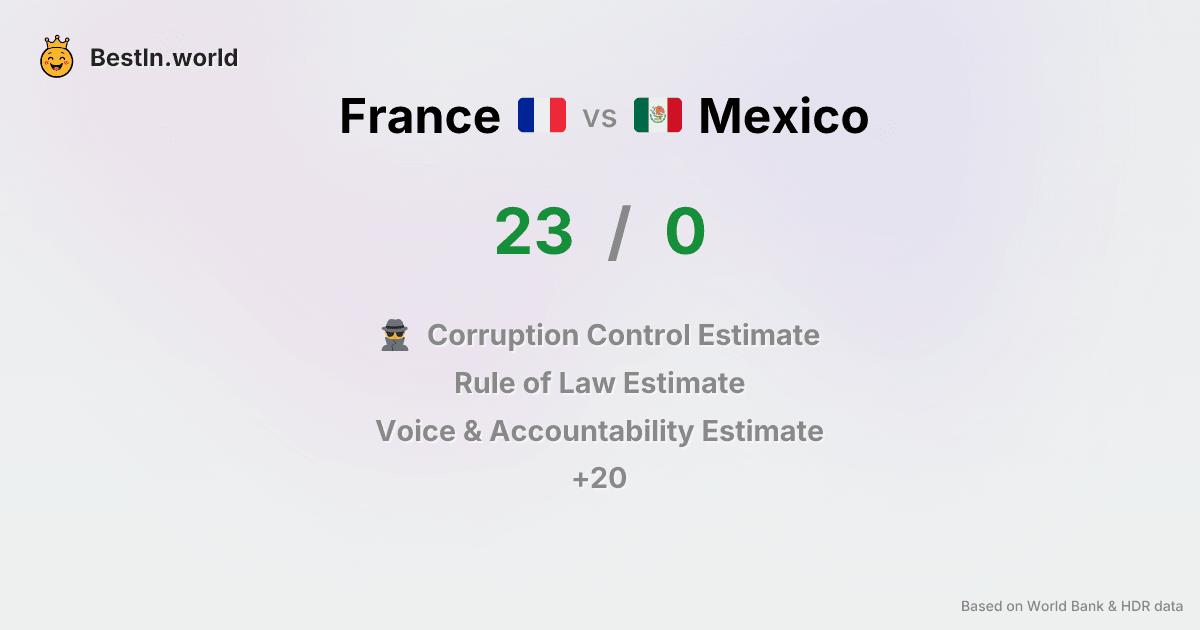 BestIn.world
France vs Mexico
23 / 0
Corruption Control Estimate
Rule of Law Estimate
Voice & Accountability Estimate
+20
Based on World Bank & HDR data